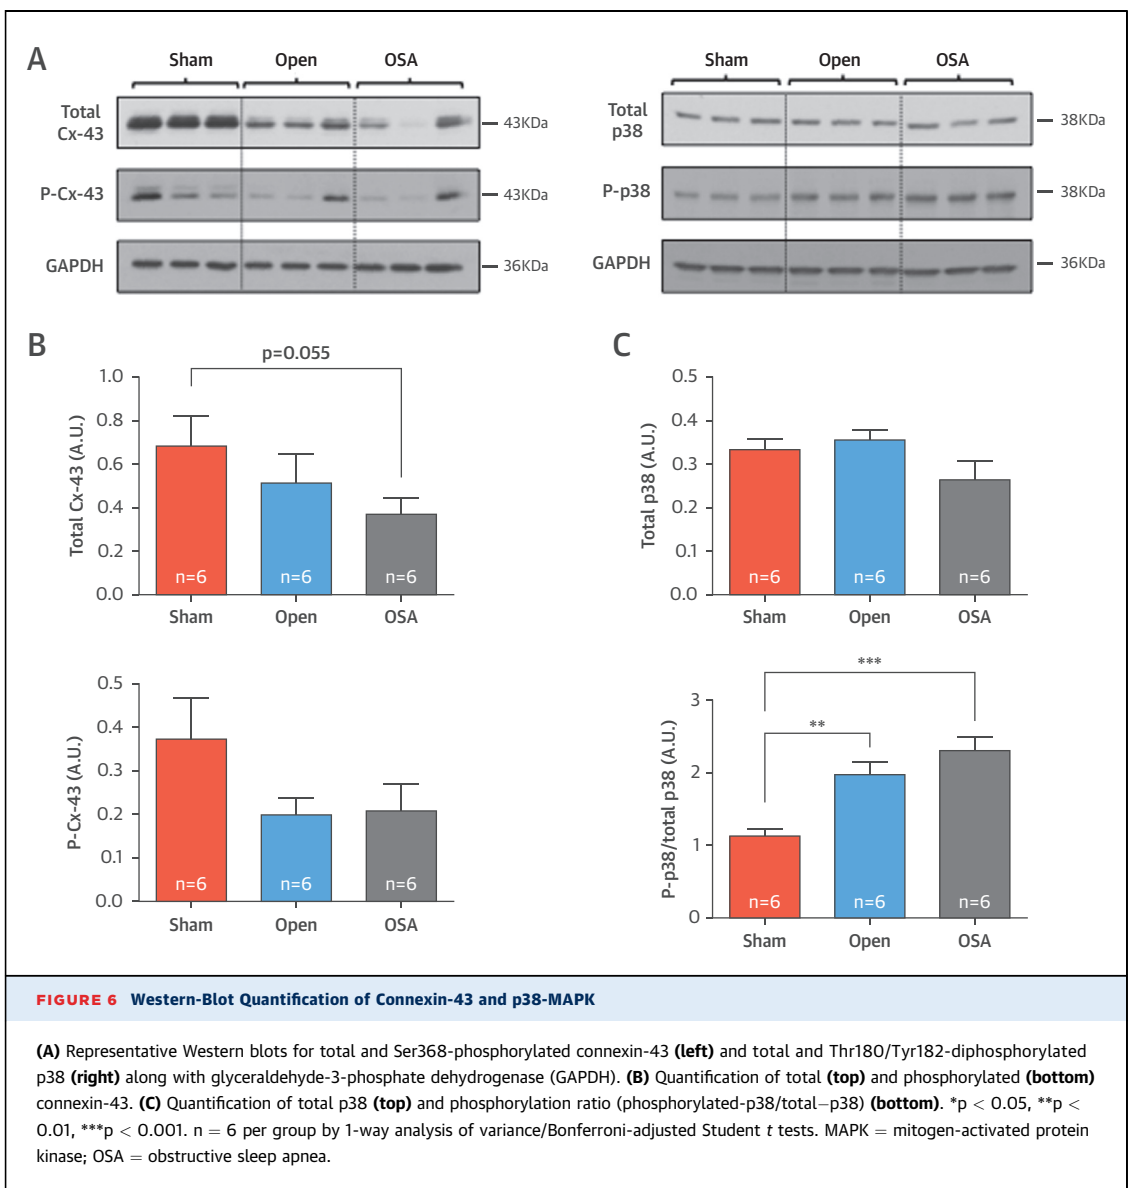 A
Sham Open OSA
Total
Cx-43
43KDa
P-Cx-43
43KDa
GAPDH
36KDa
Sham Open OSA
Total
p38
38KDa
P-p38
38KDa
GAPDH
36KDa
B
p=0.055
Total Cx-43 (A.U.)
1.0
0.8
0.6
0.4
0.2
0.0
n=6 n=6 n=6
Sham Open OSA
P-Cx-43 (A.U.)
0.5
0.4
0.3
0.2
0.1
0.0
n=6 n=6 n=6
Sham Open OSA
C
Total p38 (A.U.)
0.5
0.4
0.3
0.2
0.1
0.0
n=6 n=6 n=6
Sham Open OSA
P-p38/total p38 (A.U.)
***
**
3
2
1
0
n=6 n=6 n=6
Sham Open OSA
FIGURE 6 Western-Blot Quantification of Connexin-43 and p38-MAPK
(A) Representative Western blots for total and Ser368-phosphorylated connexin-43 (left) and total and Thr180/Tyr182-diphosphorylated
p38 (right) along with glyceraldehyde-3-phosphate dehydrogenase (GAPDH). (B) Quantification of total (top) and phosphorylated (bottom)
connexin-43. (C) Quantification of total p38 (top) and phosphorylation ratio (phosphorylated-p38/total–p38) (bottom). *p < 0.05, **p <
0.01, ***p < 0.001. n = 6 per group by 1-way analysis of variance/Bonferroni-adjusted Student t tests. MAPK = mitogen-activated protein
kinase; OSA = obstructive sleep apnea.